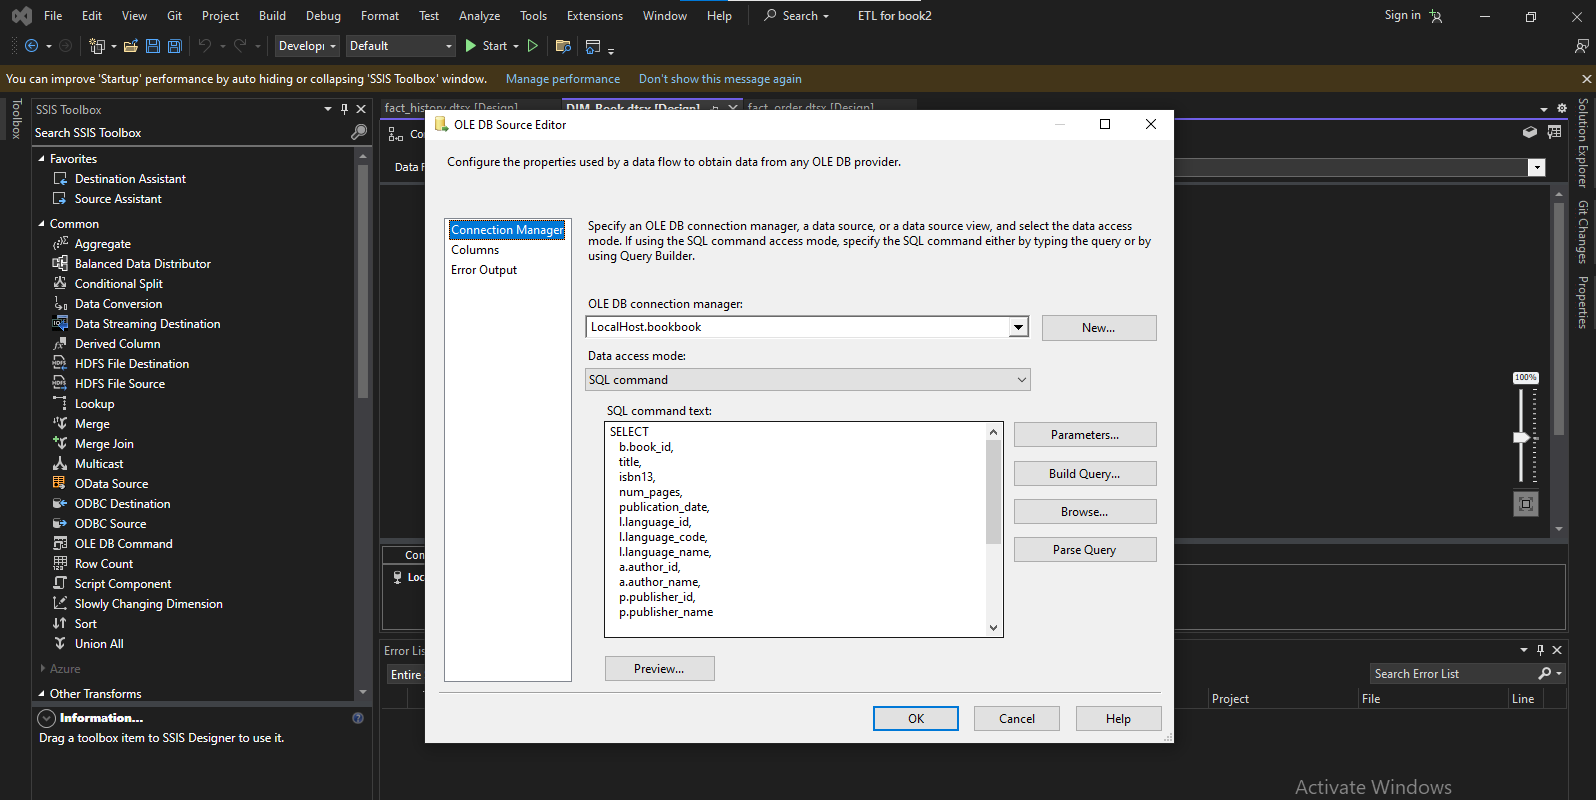 File Edit View Git Project Build Debug Format Test Analyze Tools Extensions Window Help Search ETL for book2 Sign in
Develop Default Start
You can improve 'Startup' performance by auto hiding or collapsing 'SSIS Toolbox' window. Manage performance Don't show this message again
Toolbox
SSIS Toolbox
Search SSIS Toolbox
Favorites
Destination Assistant
Source Assistant
Common
Aggregate
Balanced Data Distributor
Conditional Split
Data Conversion
Data Streaming Destination
Derived Column
HDFS File Destination
HDFS File Source
Lookup
Merge
Merge Join
Multicast
OData Source
ODBC Destination
ODBC Source
OLE DB Command
Row Count
Script Component
Slowly Changing Dimension
Sort
Union All
Azure
Other Transforms
Information...
Drag a toolbox item to SSIS Designer to use it.
fact_history.dtsx [Design] DIM_Book.dtsx [Design] fact_order.dtsx [Design]
Co
Data F
OLE DB Source Editor
Configure the properties used by a data flow to obtain data from any OLE DB provider.
Connection Manager
Columns
Error Output
Specify an OLE DB connection manager, a data source, or a data source view, and select the data access
mode. If using the SQL command access mode, specify the SQL command either by typing the query or by
using Query Builder.
OLE DB connection manager:
LocalHost.bookbook
New...
Data access mode:
SQL command
SQL command text:
SELECT
b.book_id,
title,
isbn13,
num_pages,
publication_date,
l.language_id,
l.language_code,
l.language_name,
a.author_id,
a.author_name,
p.publisher_id,
p.publisher_name
Parameters...
Build Query...
Browse...
Parse Query
Preview...
OK Cancel Help
100%
Con
Loc
Error Lis
Entire
Search Error List
Project File Line
Solution Explorer
Git Changes
Properties
Activate Windows